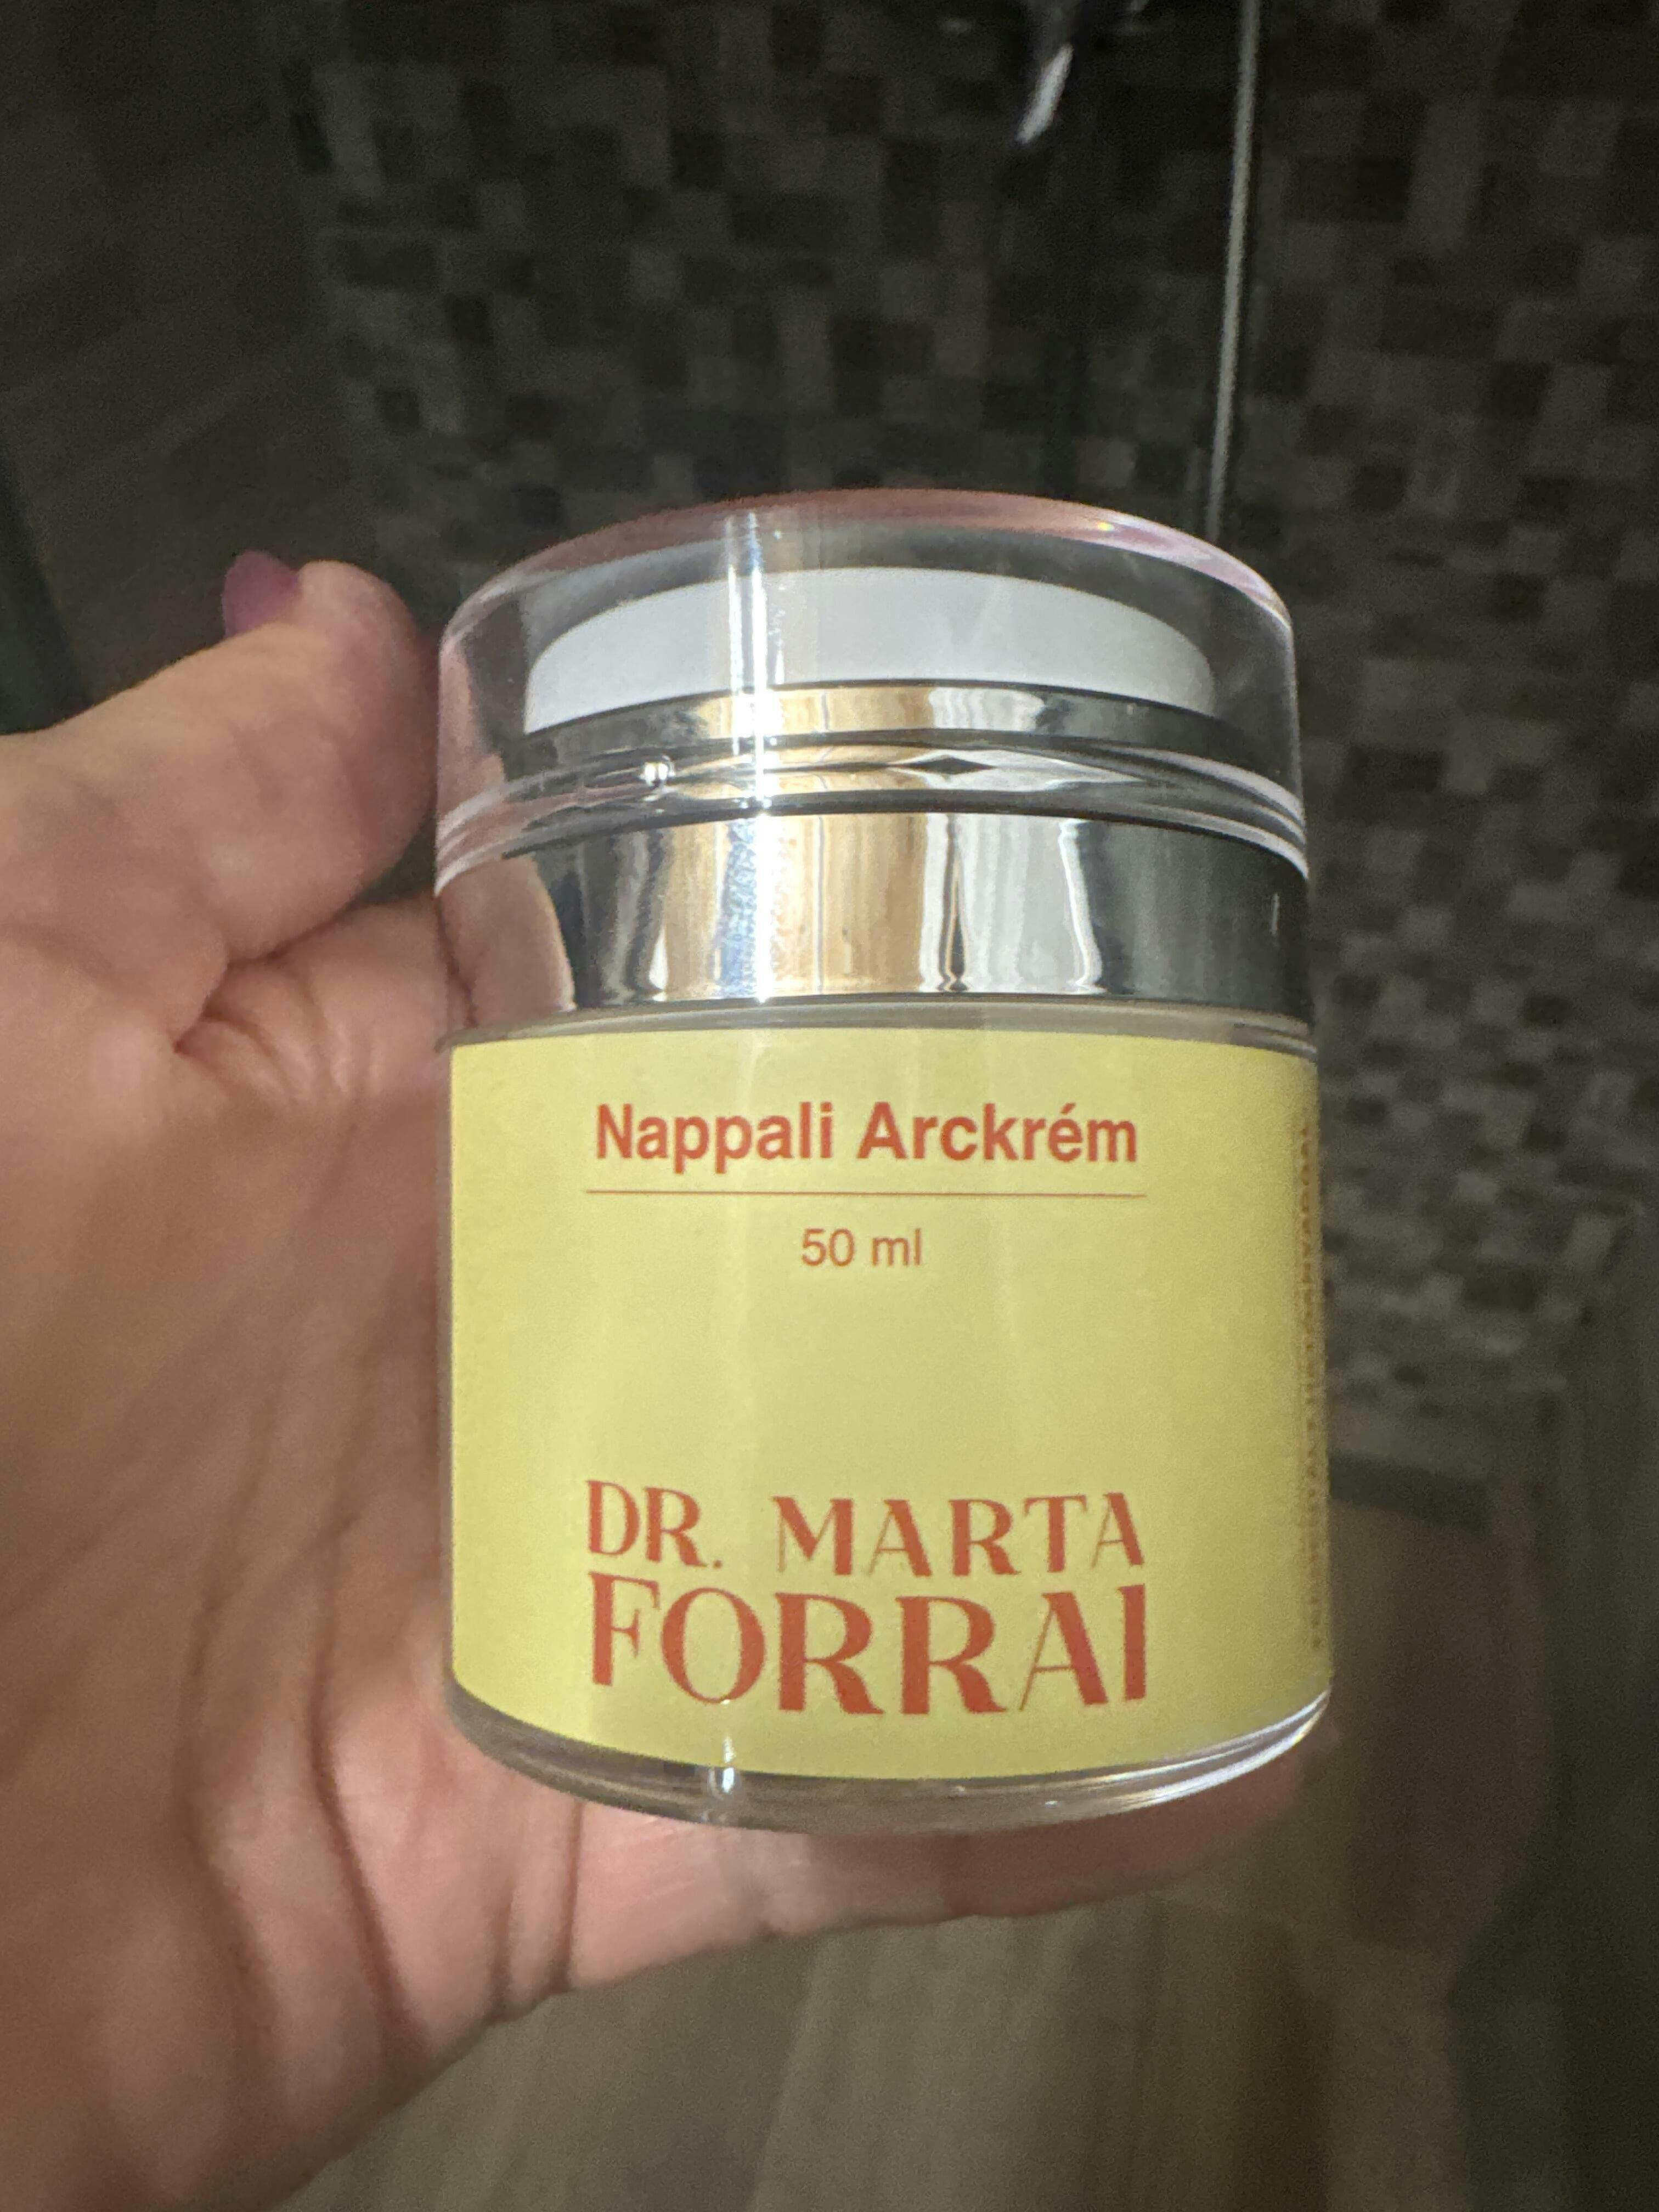 Nappali Arckrém
50 ml
DR. MARTA
FORRAI